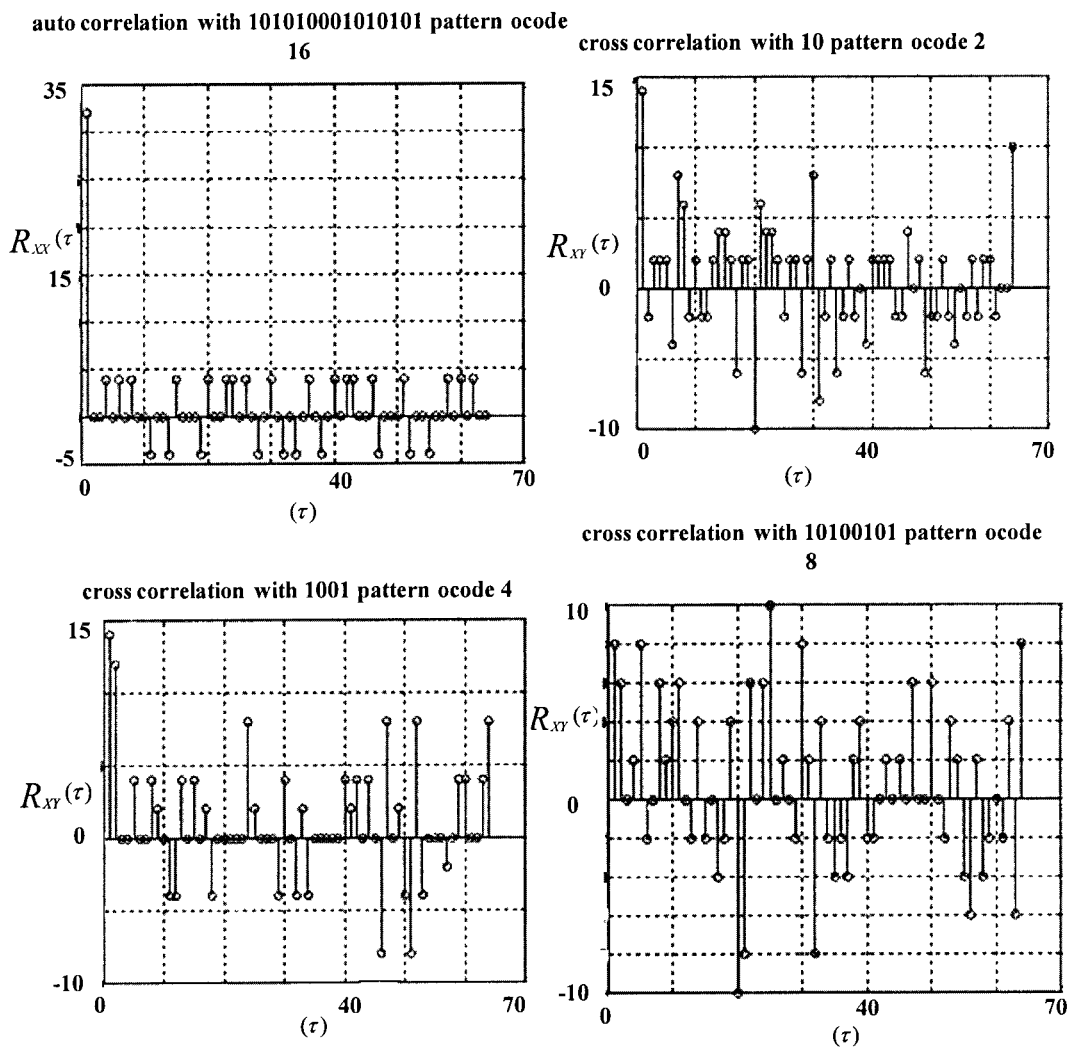 auto correlation with 101010001010101 pattern ocode
16
35
R_XX(τ
15
-5
0
40
70
(τ)
cross correlation with 10 pattern ocode 2
15
R_XY(τ)
0
-10
0
40
70
(τ)
cross correlation with 1001 pattern ocode 4
15
R_XY(τ)
0
-10
0
40
70
(τ)
cross correlation with 10100101 pattern ocode
8
10
R_XY(τ)
0
-10
0
40
70
(τ)